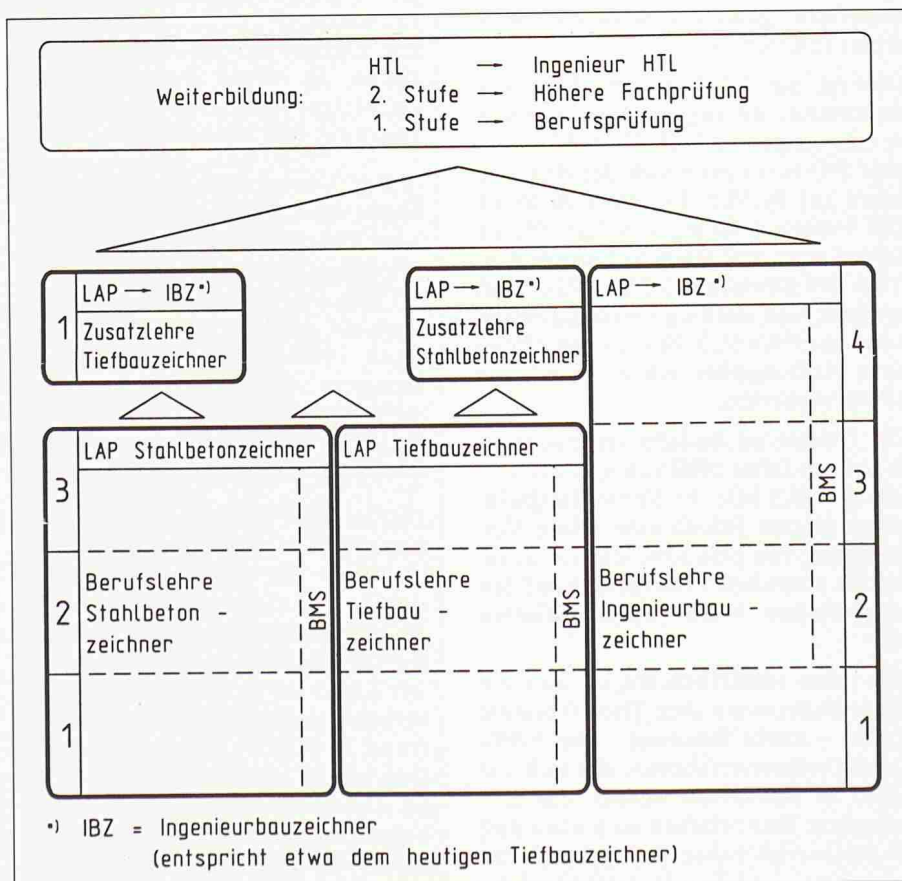 HTL → Ingenieur HTL
Weiterbildung: 2. Stufe → Höhere Fachprüfung
1. Stufe → Berufsprüfung
1
LAP → IBZ*)
Zusatzlehre
Tiefbauzeichner
LAP → IBZ*)
Zusatzlehre
Stahlbetonzeichner
LAP → IBZ*)
4
3
2
1
LAP Stahlbetonzeichner
3
2
1
Berufslehre
Stahlbeton -
zeichner
BMS
LAP Tiefbauzeichner
Berufslehre
Tiefbau -
zeichner
BMS
Berufslehre
Ingenieurbau -
zeichner
BMS
*) IBZ = Ingenieurbauzeichner
(entspricht etwa dem heutigen Tiefbauzeichner)